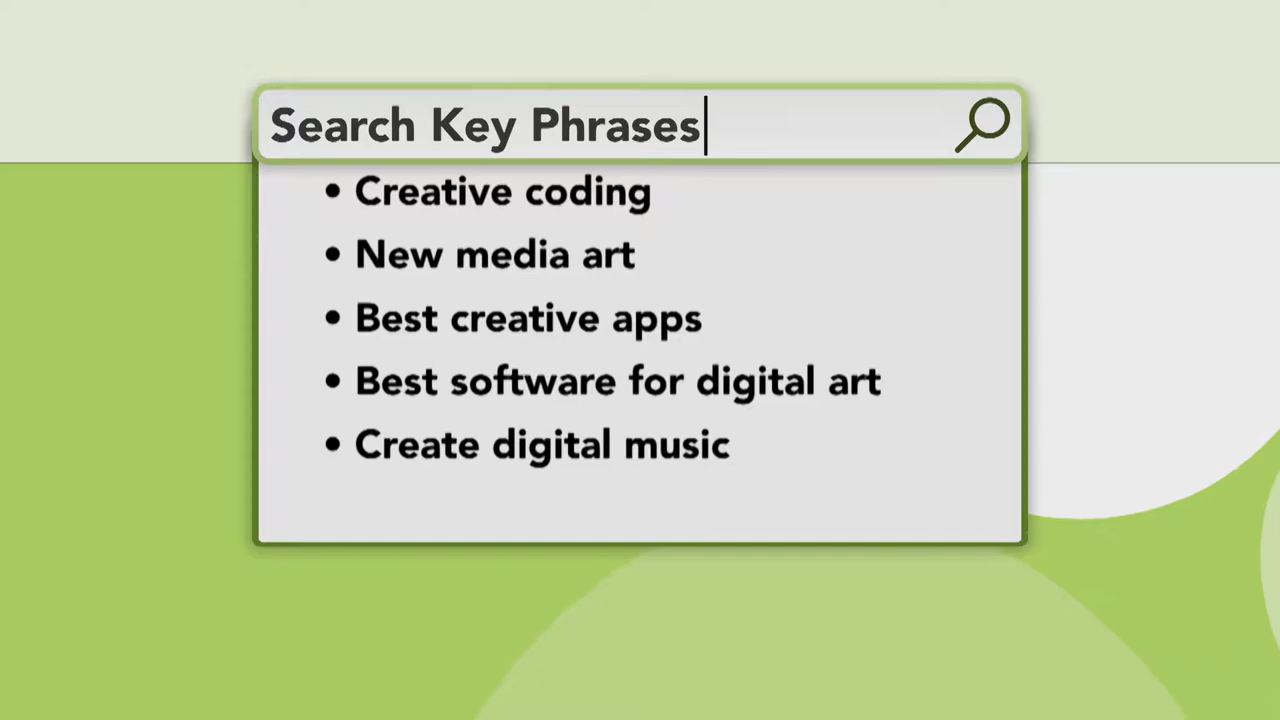 Search Key Phrases
• Creative coding
• New media art
• Best creative apps
• Best software for digital art
• Create digital music